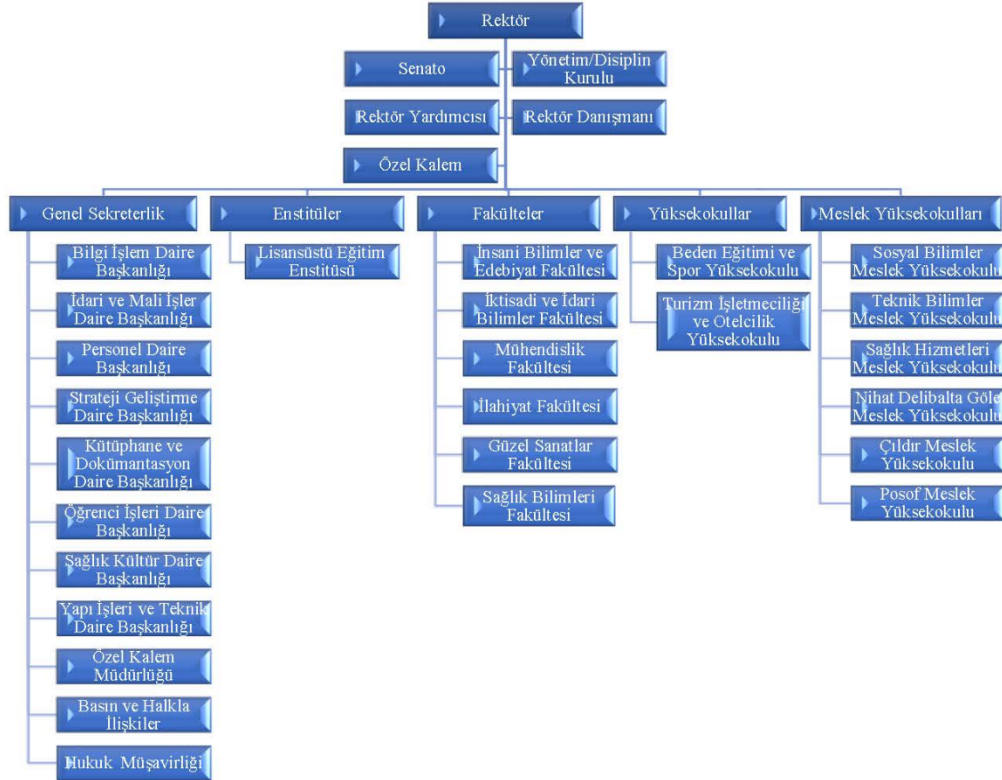 Rektör
Senato
Yönetim/Disiplin
Kurulu
Rektör Yardımcısı
Rektör Danışmanı
Özel Kalem
Genel Sekreterlik
Bilgi İşlem Daire
Başkanlığı
İdari ve Mali İşler
Daire Başkanlığı
Personel Daire
Başkanlığı
Strateji Geliştirme
Daire Başkanlığı
Kütüphane ve
Dokümantasyon
Daire Başkanlığı
Öğrenci İşleri Daire
Başkanlığı
Sağlık Kültür Daire
Başkanlığı
Yapı İşleri ve Teknik
Daire Başkanlığı
Özel Kalem
Müdürlüğü
Basın ve Halkla
İlişkiler
Hukuk Müşavirliği
Enstitüler
Lisansüstü Eğitim
Enstitüsü
Fakülteler
İnsani Bilimler ve
Edebiyat Fakültesi
İktisadi ve İdari
Bilimler Fakültesi
Mühendislik
Fakültesi
İlahiyat Fakültesi
Güzel Sanatlar
Fakültesi
Sağlık Bilimleri
Fakültesi
Yüksekokullar
Beden Eğitimi ve
Spor Yüksekokulu
Turizm İşletmeciliği
ve Otelcilik
Yüksekokulu
Meslek Yüksekokulları
Sosyal Bilimler
Meslek Yüksekokulu
Teknik Bilimler
Meslek Yüksekokulu
Sağlık Hizmetleri
Meslek Yüksekokulu
Nihat Delibalta Göle
Meslek Yüksekokulu
Çıldır Meslek
Yüksekokulu
Posof Meslek
Yüksekokulu